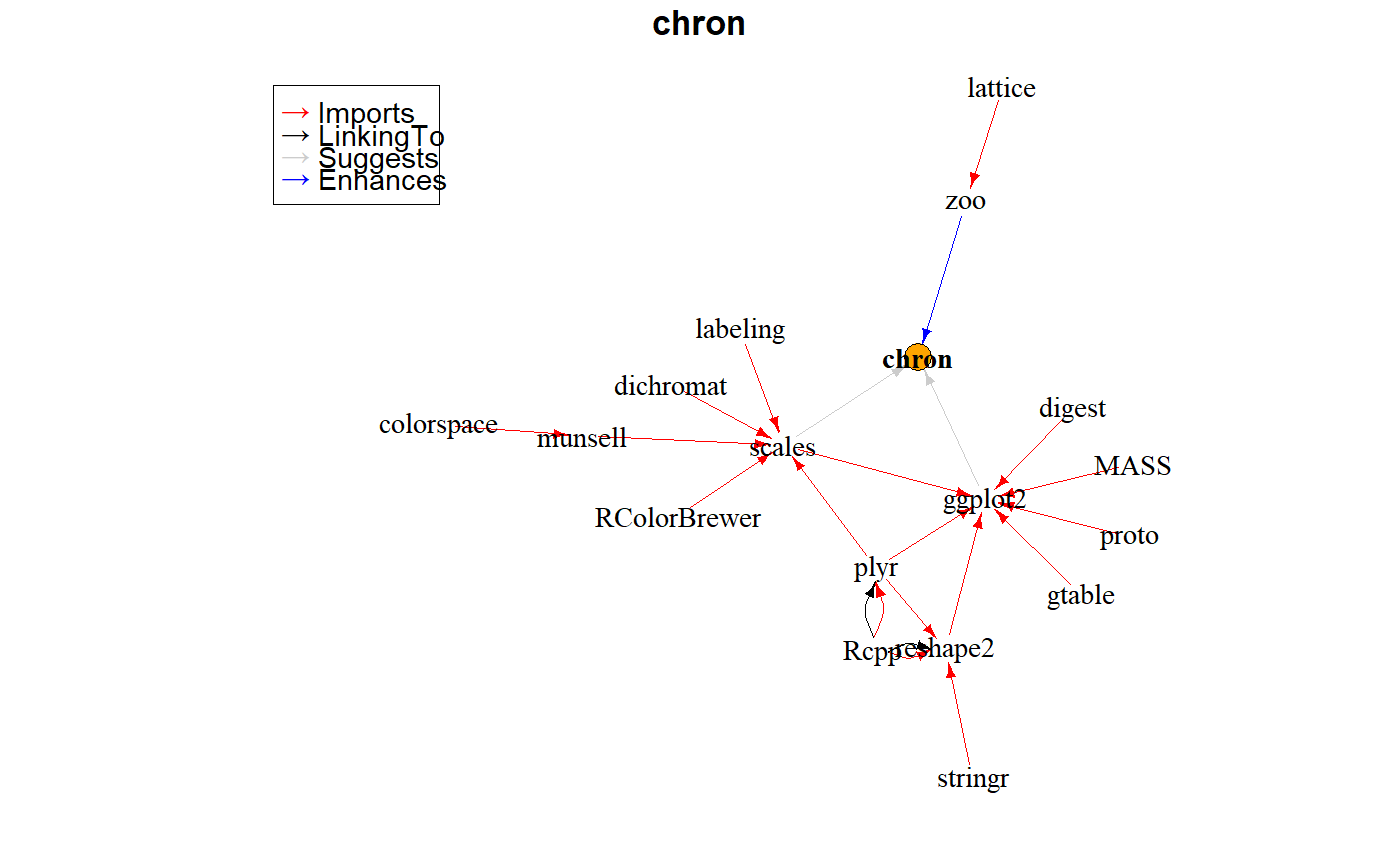 chron
Imports
LinkingTo
Suggests
Enhances
lattice
zoo
labeling
chron
dichromat
digest
colorspace
munsell
scales
MASS
ggplot2
RColorBrewer
proto
plyr
gtable
Rcpp
reshape2
stringr